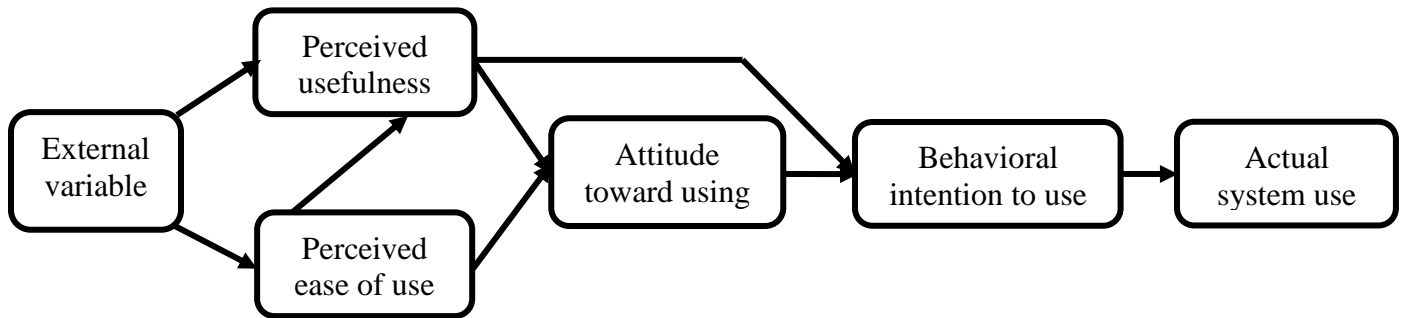 Perceived
usefulness
External
variable
Perceived
ease of use
Attitude
toward using
Behavioral
intention to use
Actual
system use